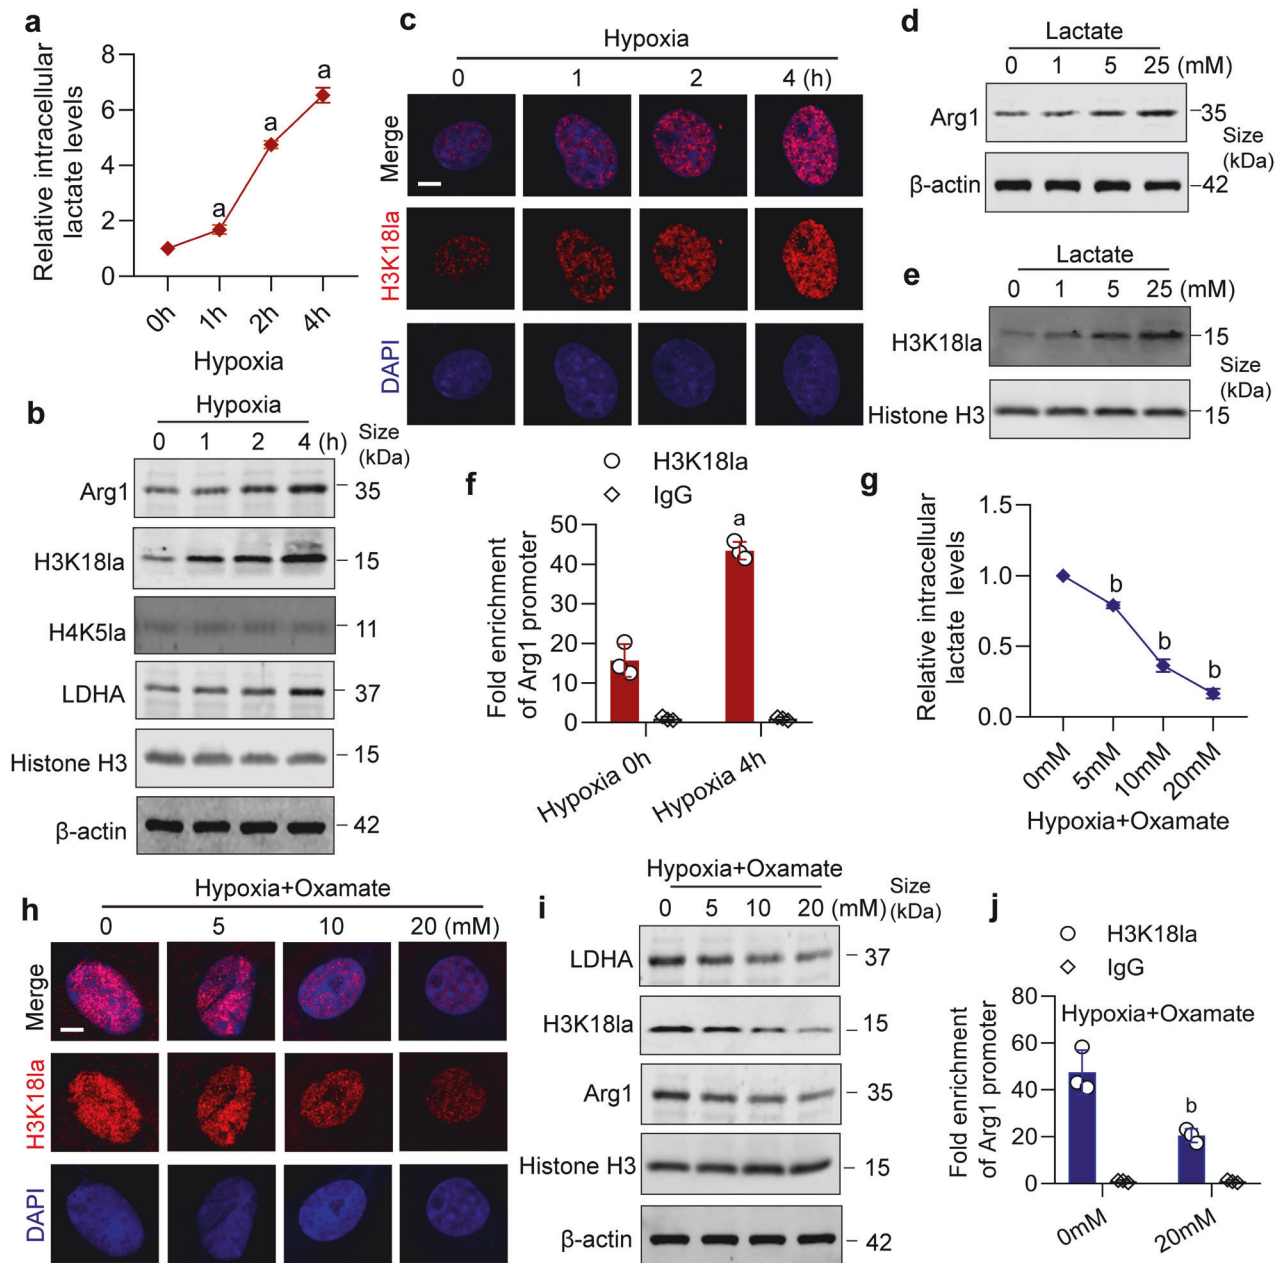 a
Relative intracellular
lactate levels
8
6
4
2
0
a
a
a
0h
1h
2h
4h
Hypoxia
b
Hypoxia
0 1 2 4 (h)
Size
(kDa)
Arg1
35
H3K18la
15
H4K5la
11
LDHA
37
Histone H3
15
β-actin
42
c
Hypoxia
0 1 2 4 (h)
Merge
H3K18la
DAPI
d
Lactate
0 1 5 25 (mM)
Arg1
35
Size
(kDa)
β-actin
42
e
Lactate
0 1 5 25 (mM)
H3K18la
15
Size
(kDa)
Histone H3
15
f
H3K18la
IgG
Fold enrichment
of Arg1 promoter
50
40
30
20
10
0
a
Hypoxia 0h
Hypoxia 4h
g
Relative intracellular
lactate levels
1.5
1.0
0.5
0.0
b
b
b
0mM
5mM
10mM
20mM
Hypoxia+Oxamate
h
Hypoxia+Oxamate
0 5 10 20 (mM)
Merge
H3K18la
DAPI
i
Hypoxia+Oxamate
0 5 10 20 (mM)
Size
(kDa)
LDHA
37
H3K18la
15
Arg1
35
Histone H3
15
β-actin
42
j
H3K18la
IgG
Fold enrichment
of Arg1 promoter
80
60
40
20
0
Hypoxia+Oxamate
b
0mM
20mM